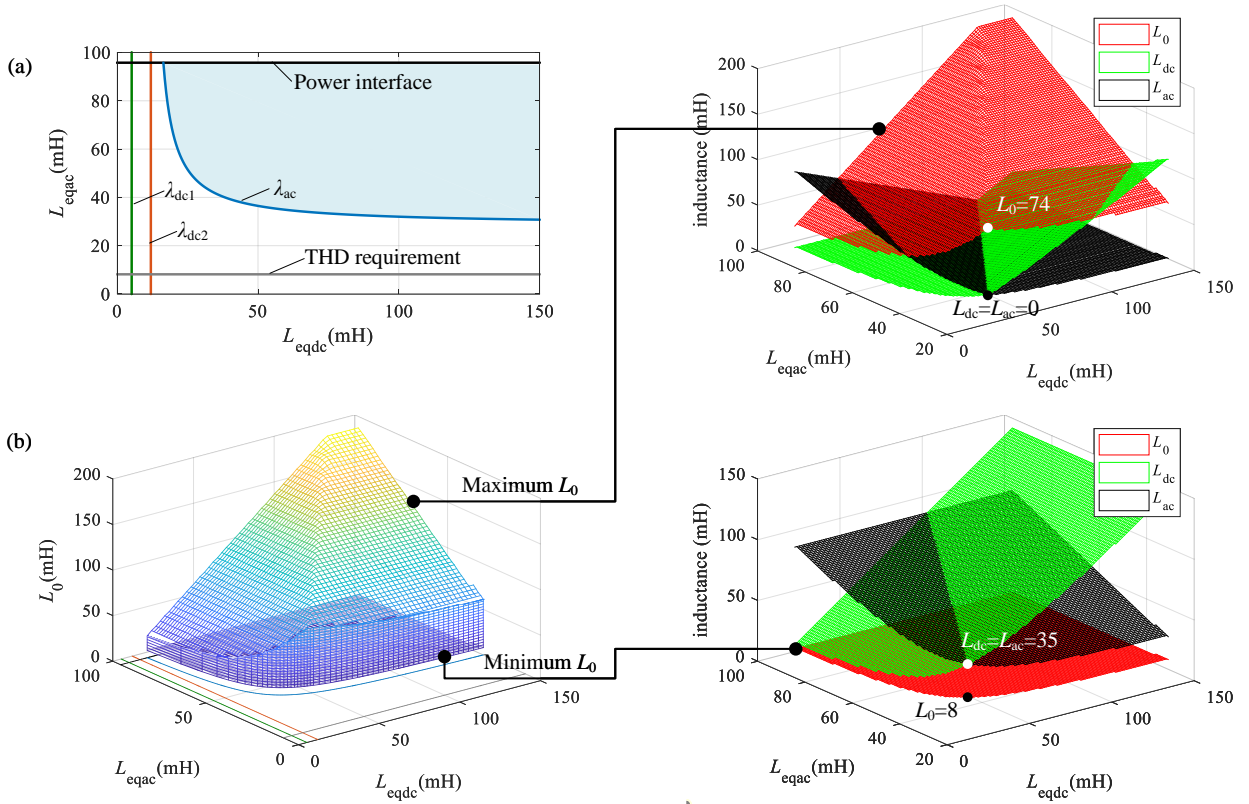 (a)
100
80
60
40
20
0
L_eqac(mH)
Power interface
λ_dc1
λ_ac
λ_dc2
THD requirement
0
50
100
150
L_eqdc(mH)
200
150
100
50
0
inductance (mH)
L_0
L_dc
L_ac
L_0=74
L_dc=L_ac=0
100
80
60
40
20
L_eqac(mH)
0
50
100
150
L_eqdc(mH)
(b)
200
150
100
50
0
L_0(mH)
Maximum L_0
Minimum L_0
100
50
0
L_eqac(mH)
0
50
100
150
L_eqdc(mH)
150
100
50
0
inductance (mH)
L_0
L_dc
L_ac
L_dc=L_ac=35
L_0=8
100
80
60
40
20
L_eqac(mH)
0
50
100
150
L_eqdc(mH)